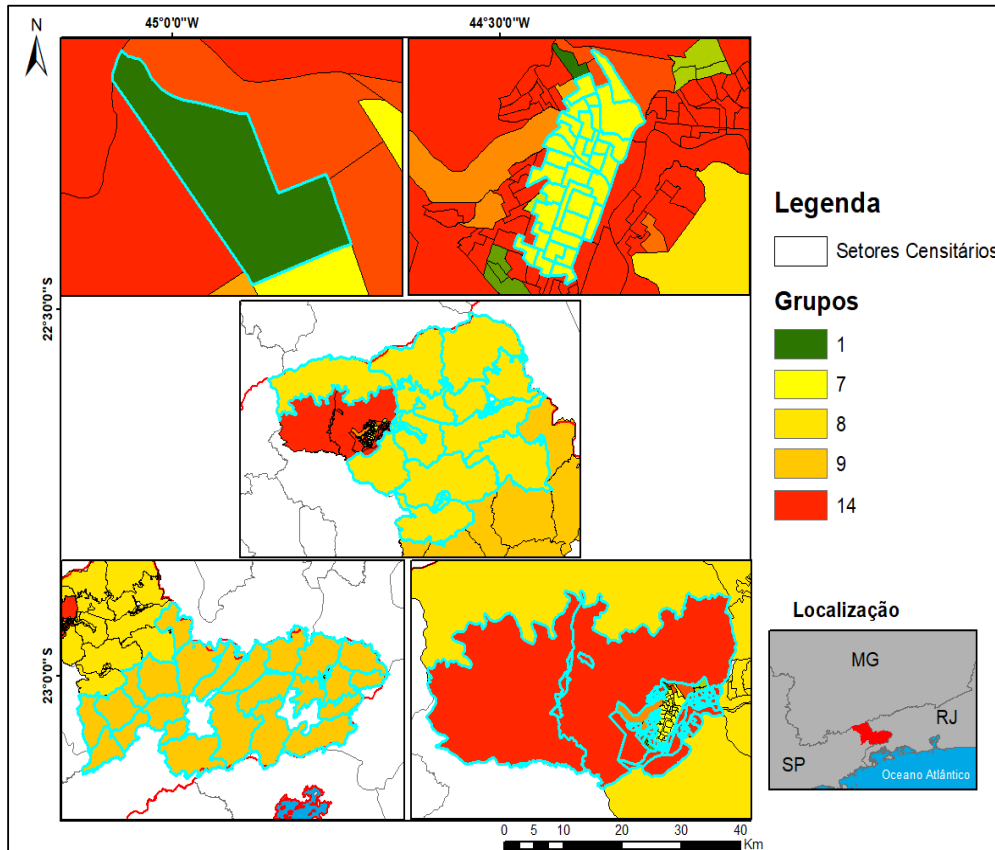 N
45°0'0"W
44°30'0"W
22°30'0"S
23°0'0"S
Legenda
Setores Censitários
Grupos
1
7
8
9
14
Localização
MG
RJ
SP
Oceano Atlântico
0 5 10 20 30 40
Km